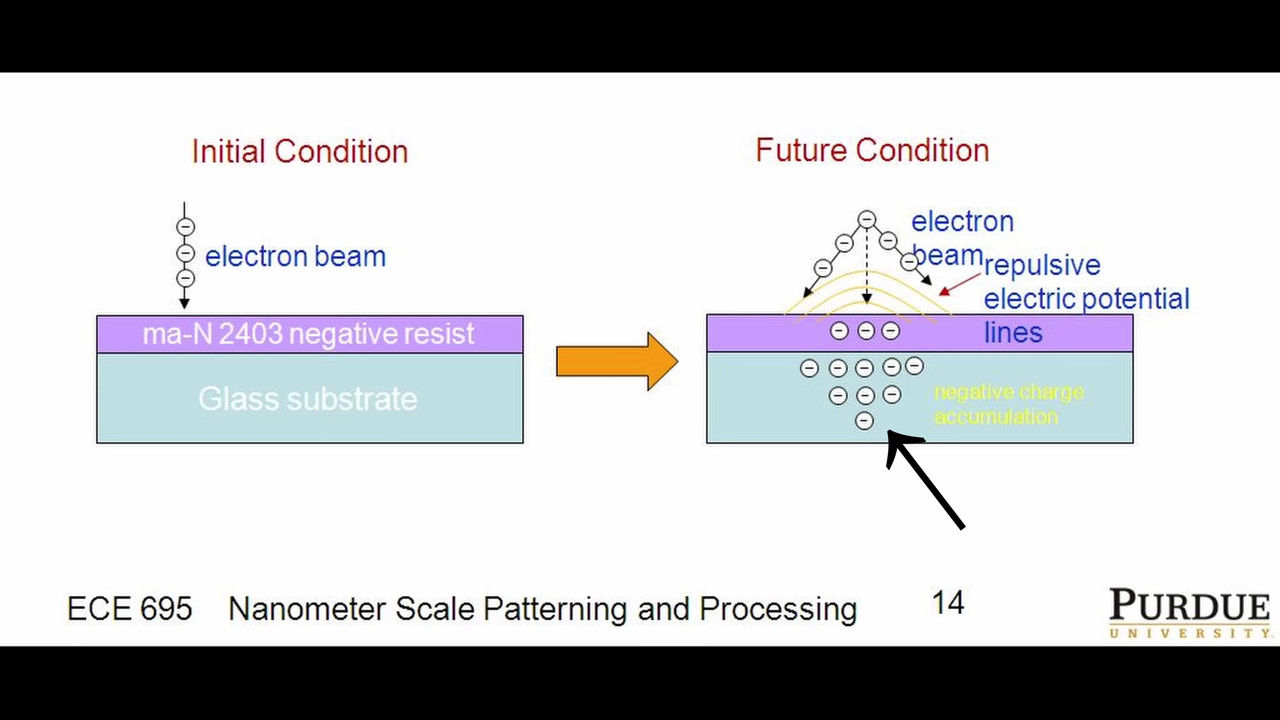 Initial Condition
Future Condition
electron beam
electron
beam
repulsive
electric potential
lines
ma-N 2403 negative resist
Glass substrate
negative charge
accumulation
ECE 695 Nanometer Scale Patterning and Processing
14
PURDUE
UNIVERSITY